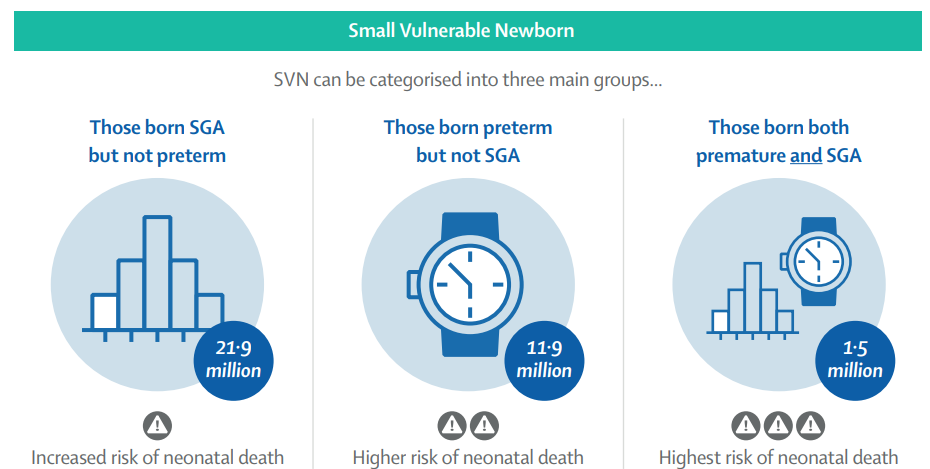 Small Vulnerable Newborn
SVN can be categorised into three main groups...
Those born SGA
but not preterm
21·9
million
Increased risk of neonatal death
Those born preterm
but not SGA
11·9
million
Higher risk of neonatal death
Those born both
premature and SGA
1·5
million
Highest risk of neonatal death